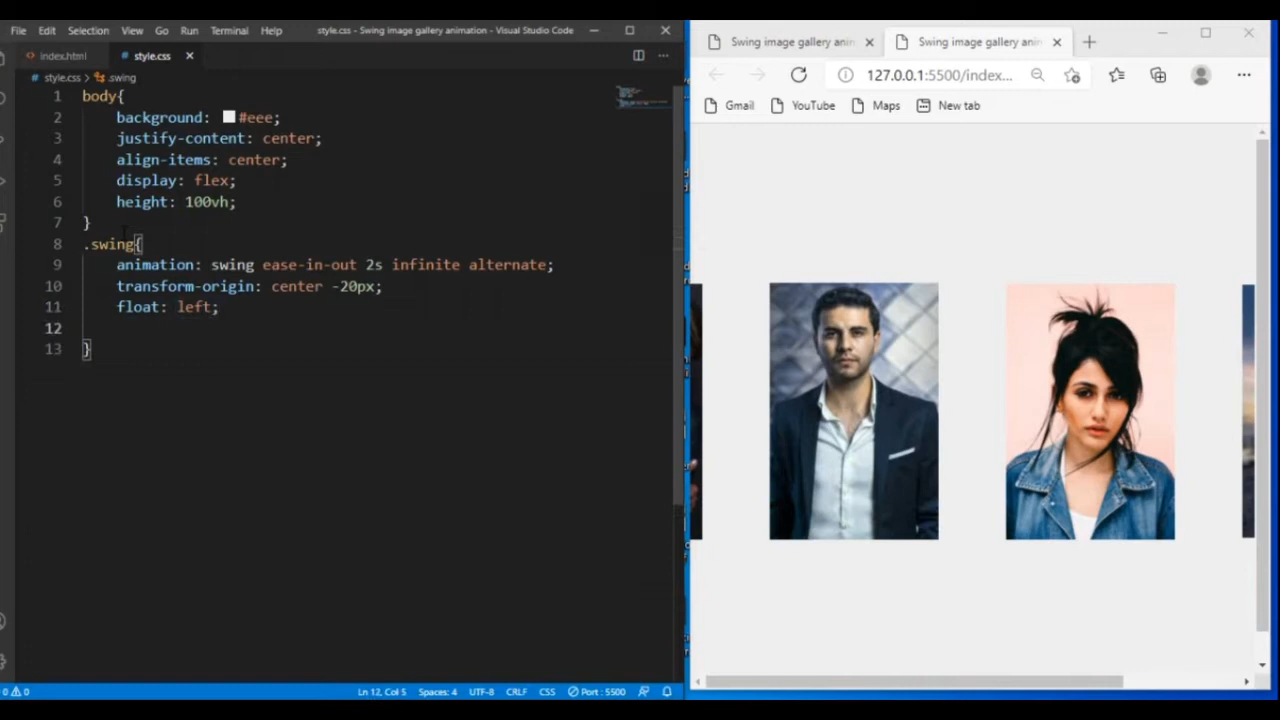 File Edit Selection View Go Run Terminal Help style.css - Swing image gallery animation - Visual Studio Code
index.html style.css
style.css > .swing
1 body{
2 background: #eee;
3 justify-content: center;
4 align-items: center;
5 display: flex;
6 height: 100vh;
7 }
8 .swing{
9 animation: swing ease-in-out 2s infinite alternate;
10 transform-origin: center -20px;
11 float: left;
12
13 }
0 0 Ln 12, Col 5 Spaces: 4 UTF-8 CRLF CSS Port : 5500
Swing image gallery anin Swing image gallery anin
127.0.0.1:5500/index...
Gmail YouTube Maps New tab